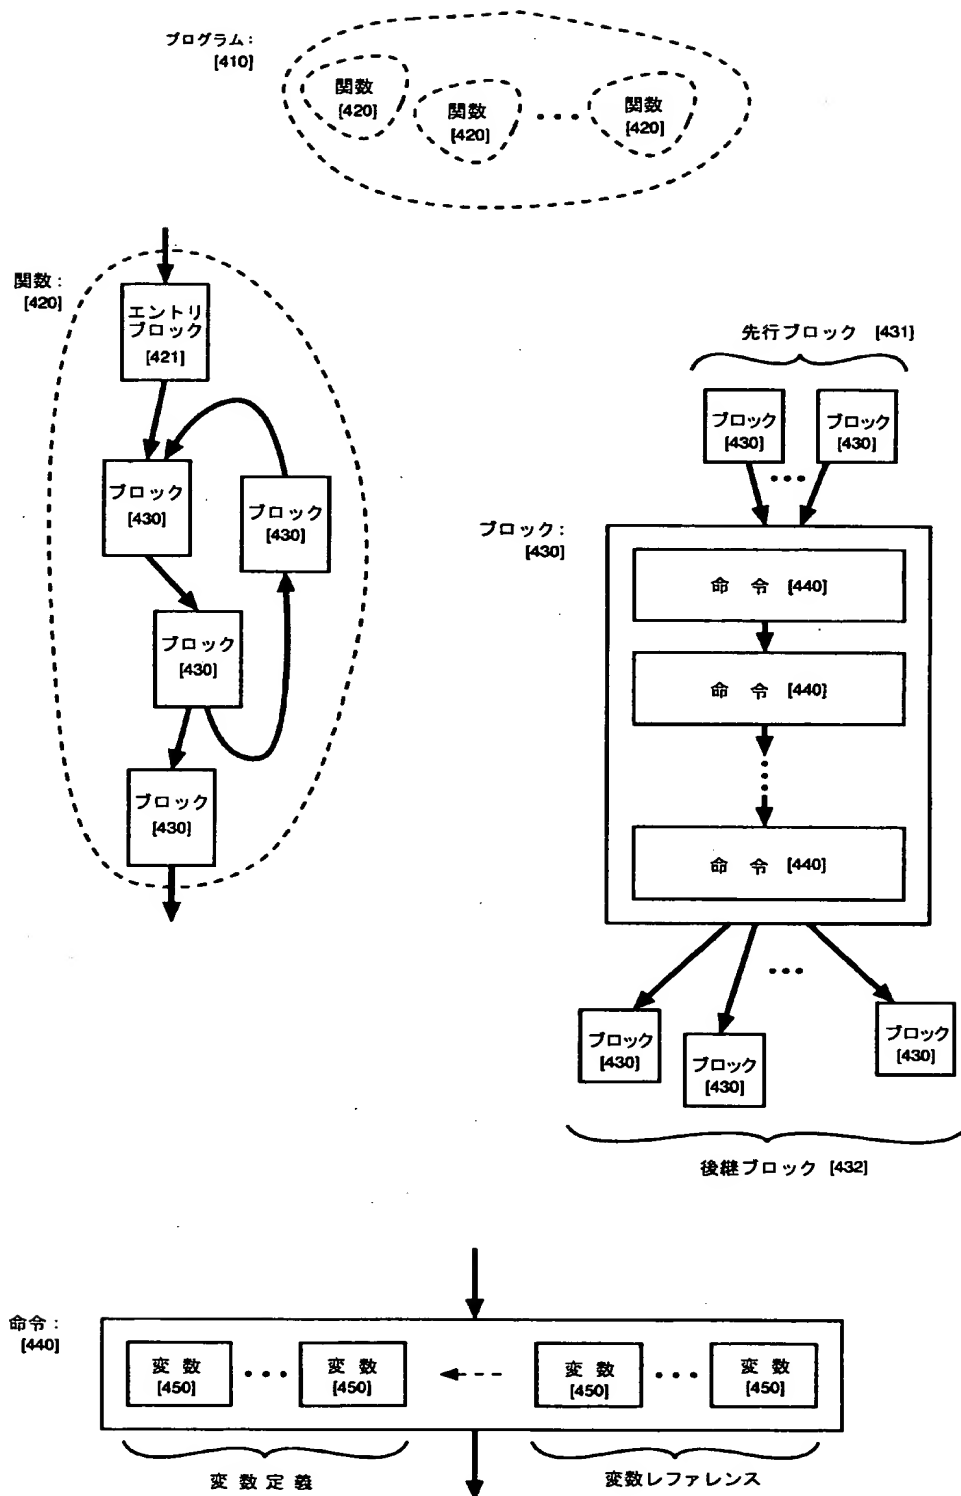 プログラム：
[410]
関数
[420]
関数
[420]
関数
[420]
関数：
[420]
エントリ
ブロック
[421]
ブロック
[430]
ブロック
[430]
ブロック
[430]
ブロック
[430]
先行ブロック [431]
ブロック
[430]
ブロック
[430]
ブロック：
[430]
命 令 [440]
命 令 [440]
命 令 [440]
ブロック
[430]
ブロック
[430]
ブロック
[430]
後継ブロック [432]
命令：
[440]
変 数
[450]
変 数
[450]
変 数
[450]
変 数
[450]
変 数 定 義
変数レファレンス